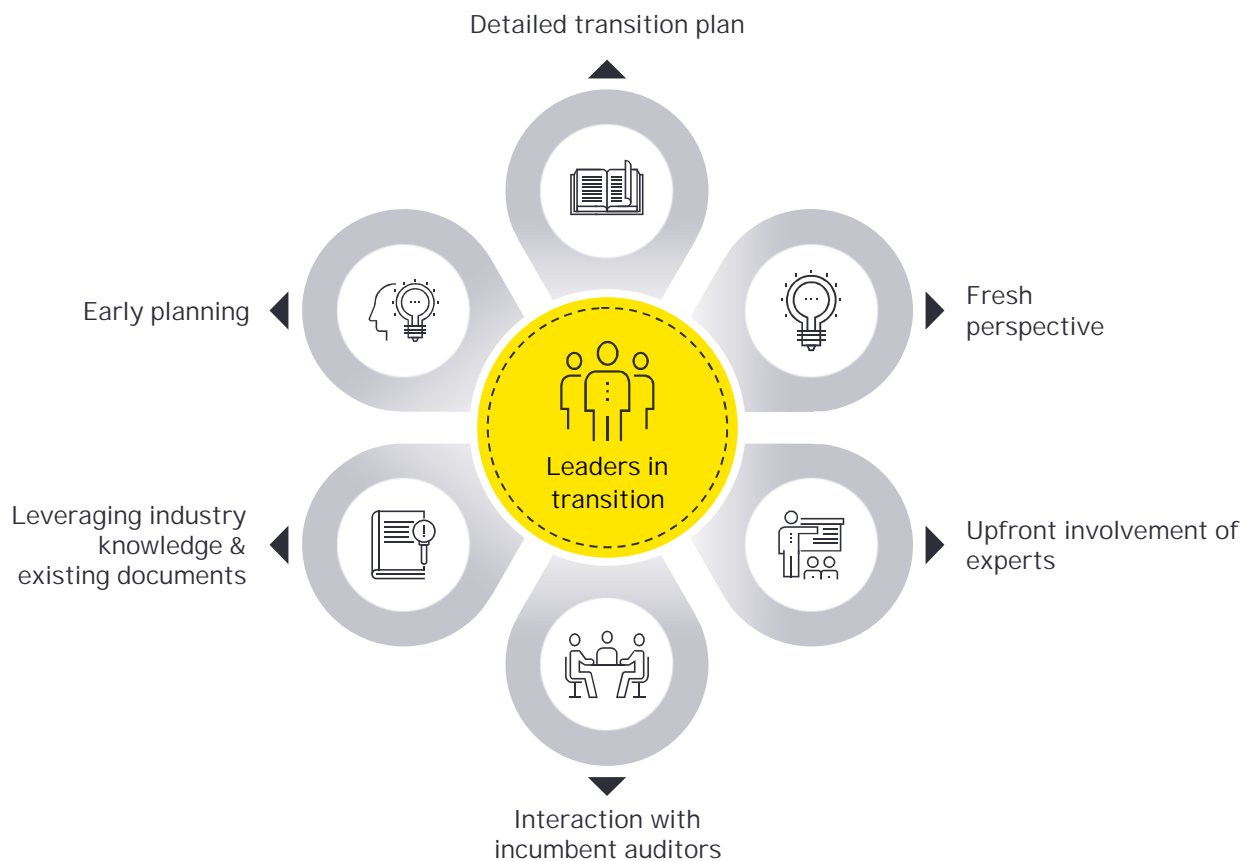 Detailed transition plan
Early planning
Fresh
perspective
Leaders in
transition
Leveraging industry
knowledge &
existing documents
Upfront involvement of
experts
Interaction with
incumbent auditors